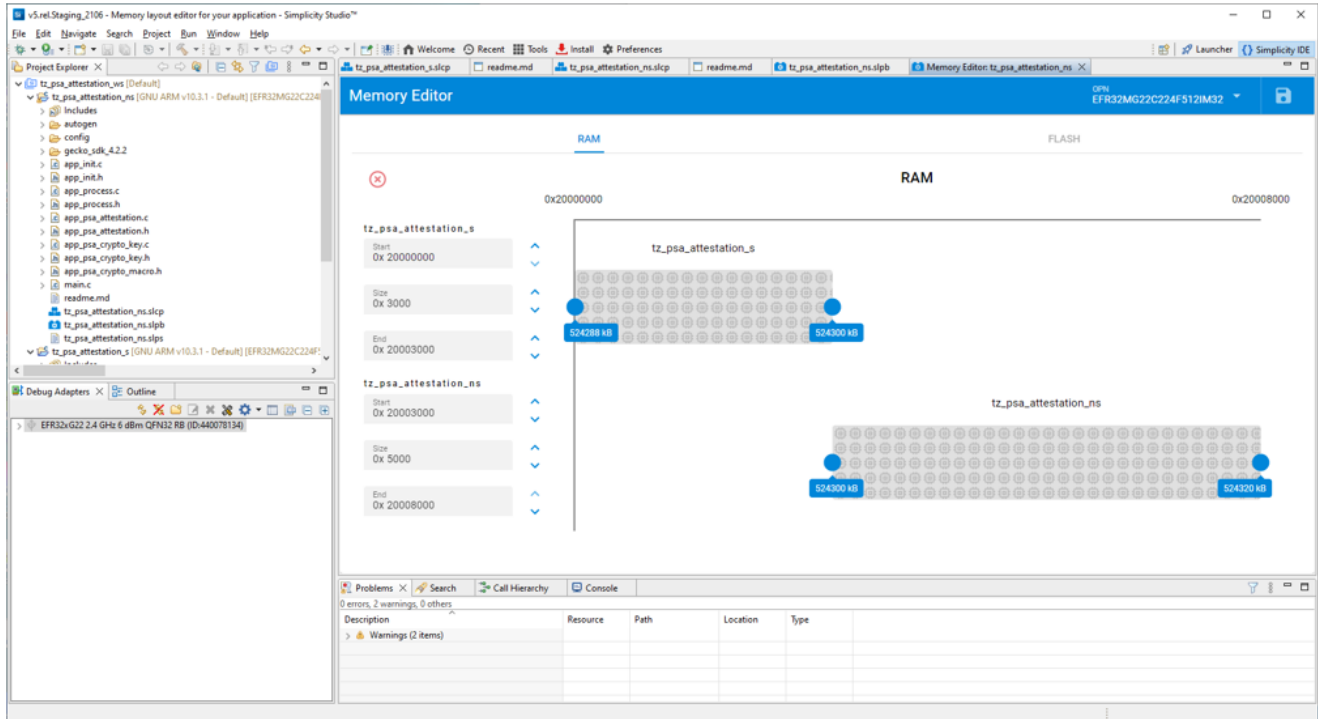 v5.rel.Staging_2106 - Memory layout editor for your application - Simplicity Studio™
File Edit Navigate Search Project Run Window Help
Welcome Recent Tools Install Preferences Launcher Simplicity IDE
Project Explorer
tz_psa_attestation_s.slcp readme.md tz_psa_attestation_ns.slcp readme.md tz_psa_attestation_ns.slpb Memory Editor: tz_psa_attestation_ns
tz_psa_attestation_ws [Default]
tz_psa_attestation_ns [GNU ARM v10.3.1 - Default] [EFR32MG22C224
Includes
autogen
config
gecko_sdk_4.2.2
app_init.c
app_init.h
app_process.c
app_process.h
app_psa_attestation.c
app_psa_attestation.h
app_psa_crypto_key.c
app_psa_crypto_key.h
app_psa_crypto_macro.h
main.c
readme.md
tz_psa_attestation_ns.slcp
tz_psa_attestation_ns.slpb
tz_psa_attestation_ns.slps
tz_psa_attestation_s [GNU ARM v10.3.1 - Default] [EFR32MG22C224F
Debug Adapters Outline
EFR32xG22 2.4 GHz 6 dBm QFN32 RB (ID:440078134)
Memory Editor
OPN
EFR32MG22C224F512IM32
RAM FLASH
RAM
0x20000000 0x20008000
tz_psa_attestation_s
Start
0x 20000000
Size
0x 3000
End
0x 20003000
tz_psa_attestation_s
524288 kB 524300 kB
tz_psa_attestation_ns
Start
0x 20003000
Size
0x 5000
End
0x 20008000
tz_psa_attestation_ns
524300 kB 524320 kB
Problems Search Call Hierarchy Console
0 errors, 2 warnings, 0 others
Description Resource Path Location Type
Warnings (2 items)